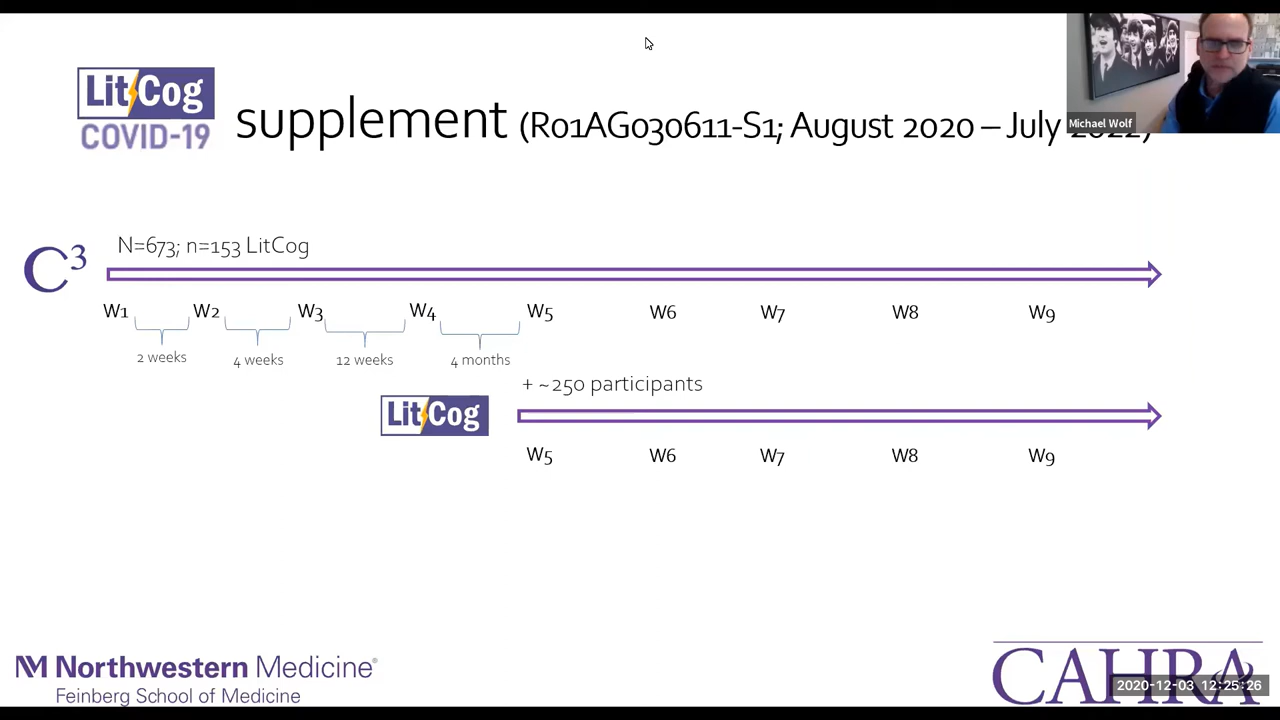 LitCog
COVID-19
supplement (R01AG030611-S1; August 2020 – July 2022)
Michael Wolf
C³
N=673; n=153 LitCog
W1 W2 W3 W4 W5 W6 W7 W8 W9
2 weeks 4 weeks 12 weeks 4 months
+ ~250 participants
LitCog
W5 W6 W7 W8 W9
NM Northwestern Medicine®
Feinberg School of Medicine
CAHRA
2020-12-03 12:25:26